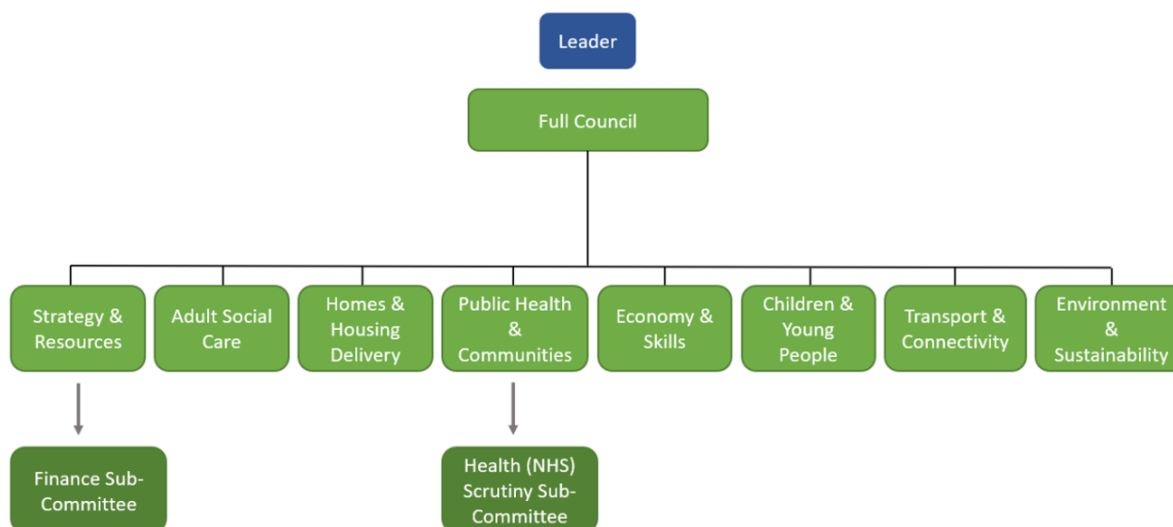 Leader
Full Council
Strategy &
Resources
Adult Social
Care
Homes &
Housing
Delivery
Public Health
&
Communities
Economy &
Skills
Children &
Young
People
Transport &
Connectivity
Environment
&
Sustainability
Finance Sub-
Committee
Health (NHS)
Scrutiny Sub-
Committee